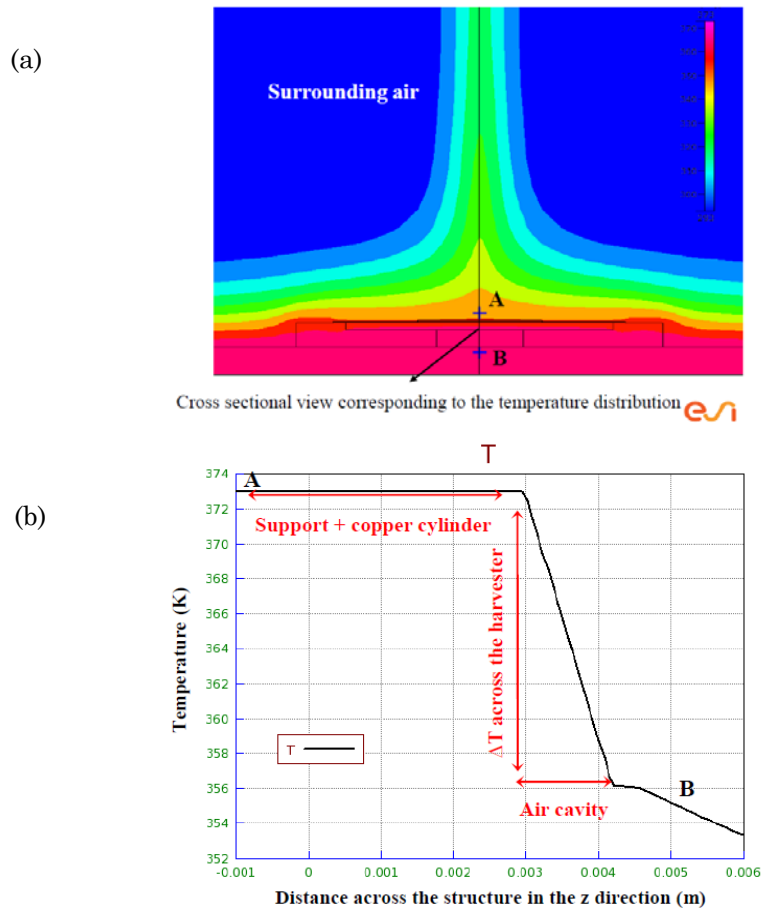 (a)
Surrounding air
A
B
Cross sectional view corresponding to the temperature distribution
esi
(b)
T
374
372
370
368
366
364
362
360
358
356
354
352
Temperature (K)
A
Support + copper cylinder
ΔT across the harvester
T
Air cavity
B
-0.001
0
0.001
0.002
0.003
0.004
0.005
0.006
Distance across the structure in the z direction (m)